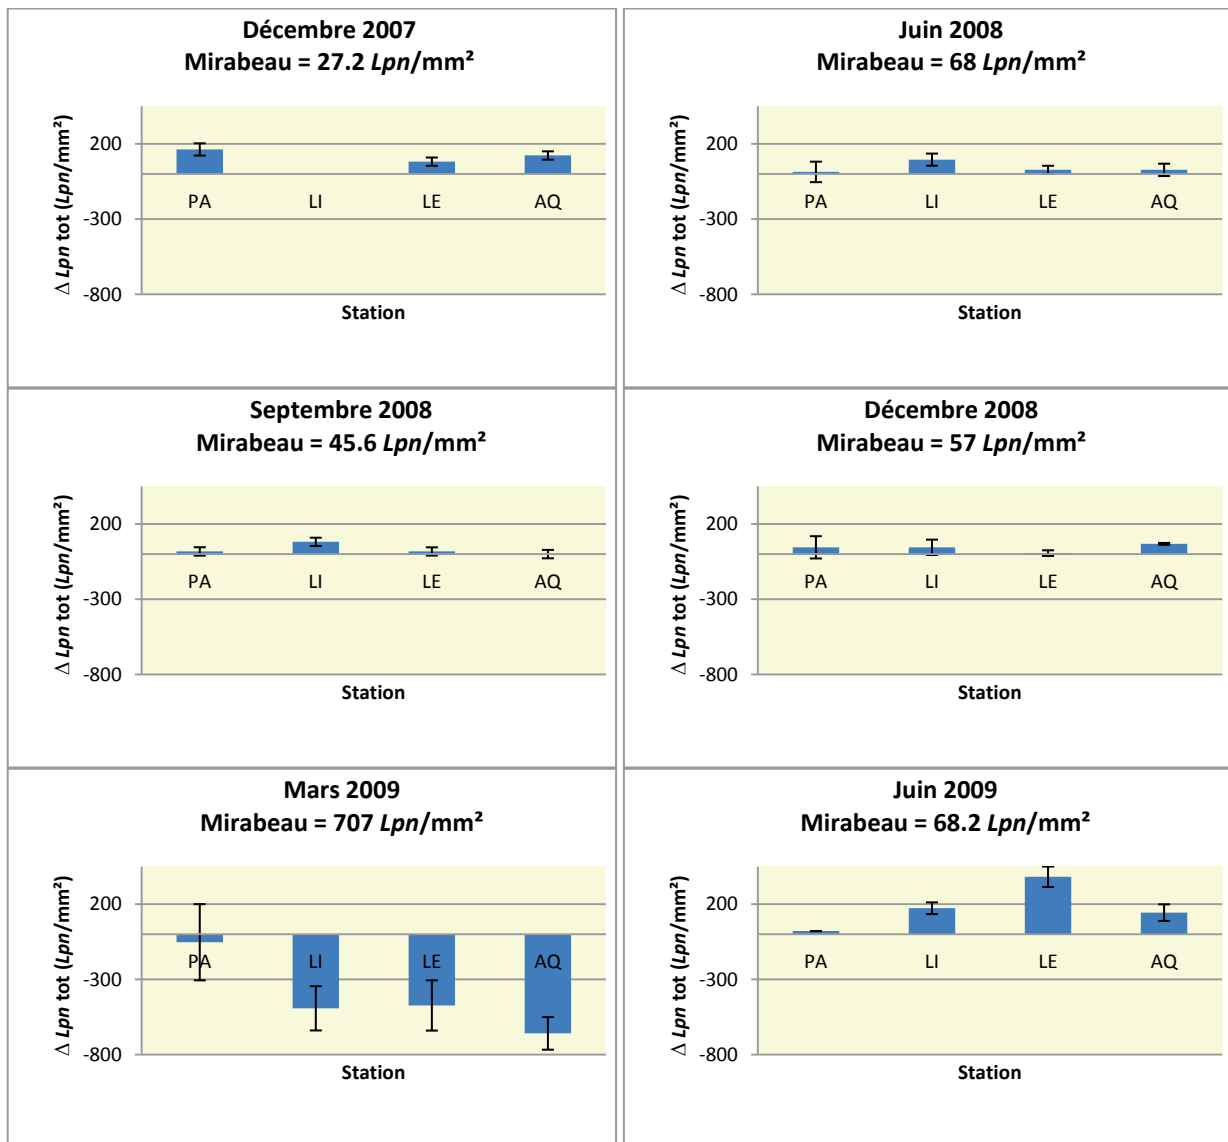 Décembre 2007
Mirabeau = 27.2 Lpn/mm²
Δ Lpn tot (Lpn/mm²)
200
-300
-800
PA LI LE AQ
Station
Juin 2008
Mirabeau = 68 Lpn/mm²
Δ Lpn tot (Lpn/mm²)
200
-300
-800
PA LI LE AQ
Station
Septembre 2008
Mirabeau = 45.6 Lpn/mm²
Δ Lpn tot (Lpn/mm²)
200
-300
-800
PA LI LE AQ
Station
Décembre 2008
Mirabeau = 57 Lpn/mm²
Δ Lpn tot (Lpn/mm²)
200
-300
-800
PA LI LE AQ
Station
Mars 2009
Mirabeau = 707 Lpn/mm²
Δ Lpn tot (Lpn/mm²)
200
-300
-800
PA LI LE AQ
Station
Juin 2009
Mirabeau = 68.2 Lpn/mm²
Δ Lpn tot (Lpn/mm²)
200
-300
-800
PA LI LE AQ
Station